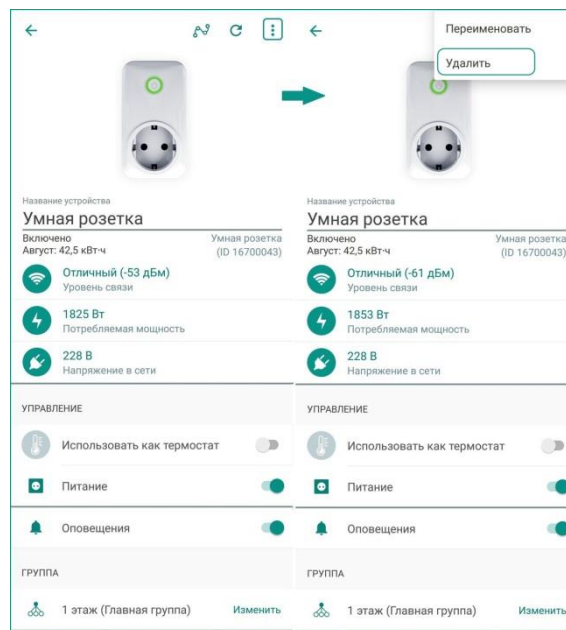 Название устройства
Умная розетка
Включено Умная розетка
Август: 42,5 кВт·ч (ID 16700043)
Отличный (-53 дБм)
Уровень связи
1825 Вт
Потребляемая мощность
228 В
Напряжение в сети
УПРАВЛЕНИЕ
Использовать как термостат
Питание
Оповещения
ГРУППА
1 этаж (Главная группа) Изменить
Переименовать
Удалить
Название устройства
Умная розетка
Включено Умная розетка
Август: 42,5 кВт·ч (ID 16700043)
Отличный (-61 дБм)
Уровень связи
1853 Вт
Потребляемая мощность
228 В
Напряжение в сети
УПРАВЛЕНИЕ
Использовать как термостат
Питание
Оповещения
ГРУППА
1 этаж (Главная группа) Изменить